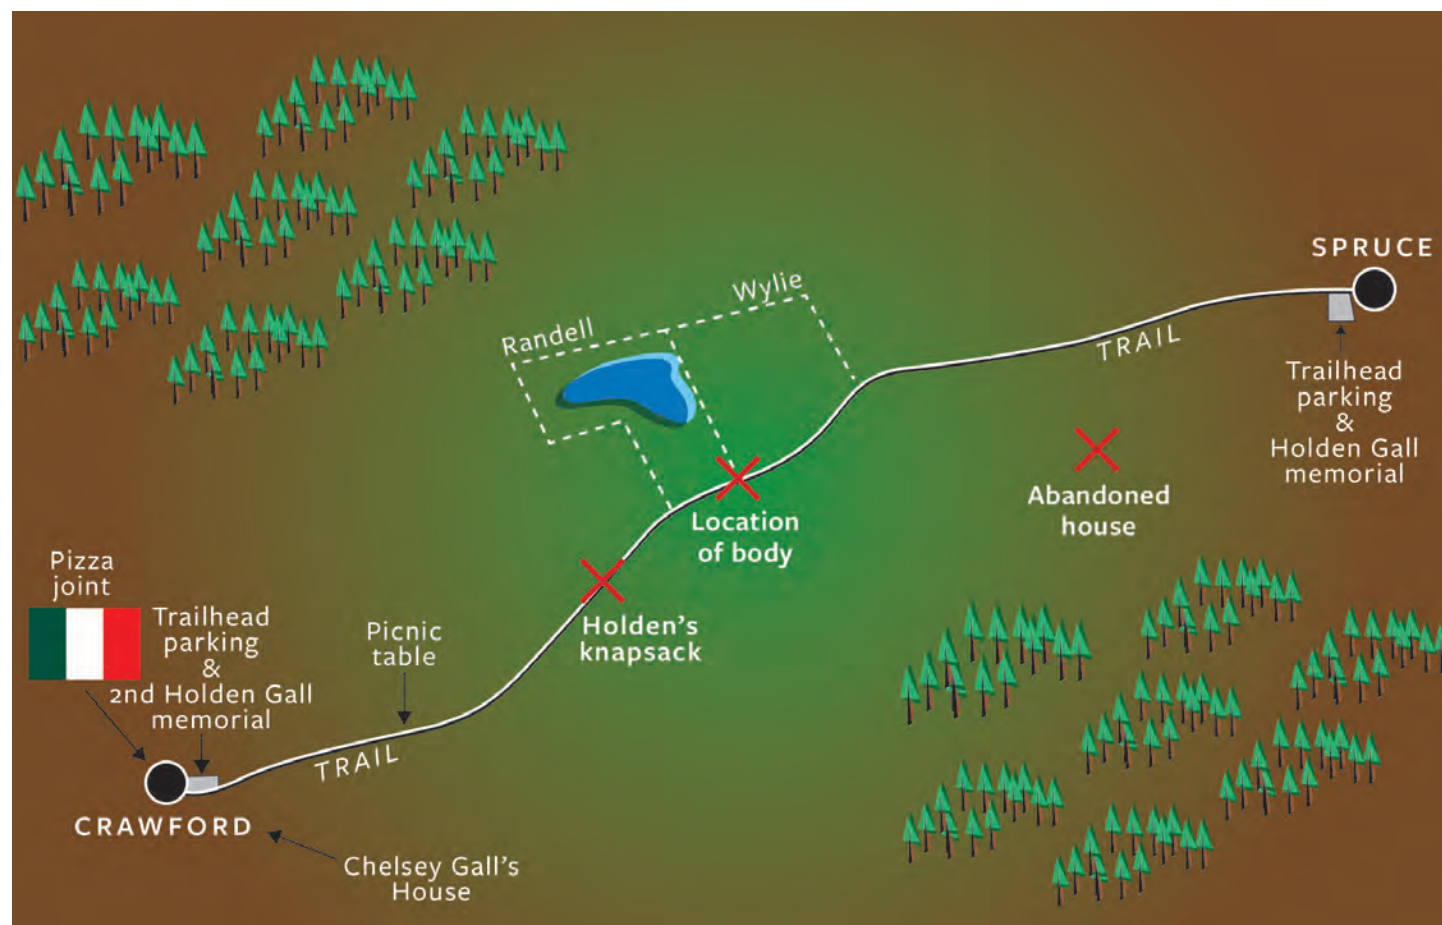 SPRUCE
Wylie
Randell
TRAIL
Trailhead
parking
&
Holden Gall
memorial
Abandoned
house
Location
of body
Holden's
knapsack
Pizza
joint
Trailhead
parking
&
2nd Holden Gall
memorial
Picnic
table
TRAIL
CRAWFORD
Chelsey Gall's
House